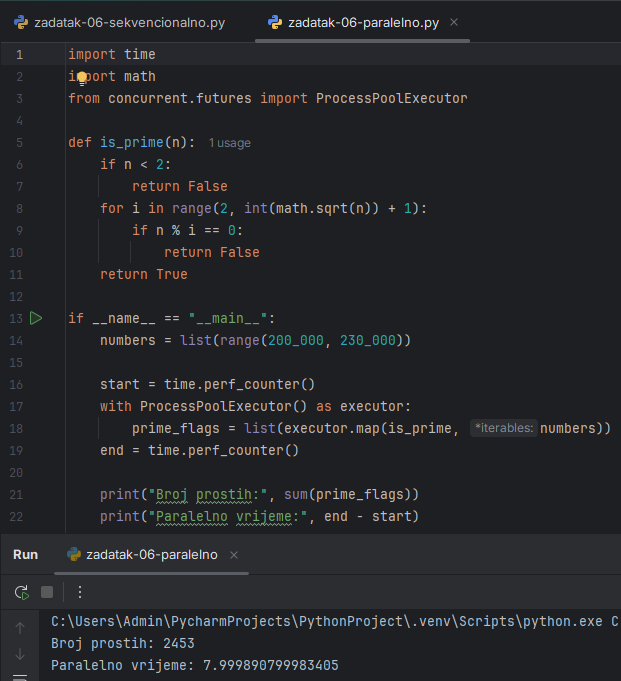 zadatak-06-sekvencionalno.py zadatak-06-paralelno.py ×
1 import time
2 import math
3 from concurrent.futures import ProcessPoolExecutor
4
5 def is_prime(n): 1 usage
6     if n < 2:
7         return False
8     for i in range(2, int(math.sqrt(n)) + 1):
9         if n % i == 0:
10             return False
11     return True
12
13 if __name__ == "__main__":
14     numbers = list(range(200_000, 230_000))
15
16     start = time.perf_counter()
17     with ProcessPoolExecutor() as executor:
18         prime_flags = list(executor.map(is_prime, *iterables: numbers))
19     end = time.perf_counter()
20
21     print("Broj prostih:", sum(prime_flags))
22     print("Paralelno vrijeme:", end - start)
Run zadatak-06-paralelno ×
C:\Users\Admin\PycharmProjects\PythonProject\.venv\Scripts\python.exe C
Broj prostih: 2453
Paralelno vrijeme: 7.999890799983405